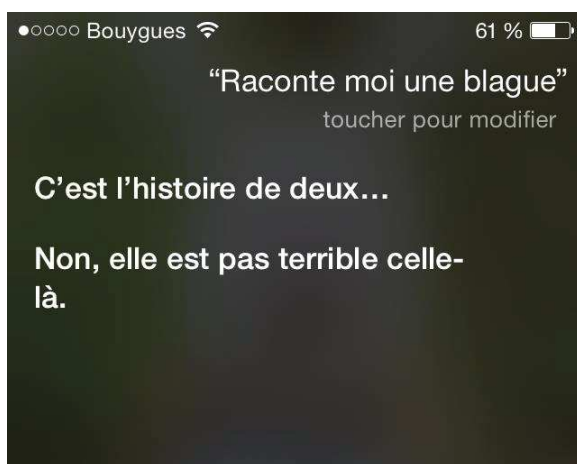 Bouygues 61 %
“Raconte moi une blague”
toucher pour modifier
C’est l’histoire de deux…
Non, elle est pas terrible celle-
là.